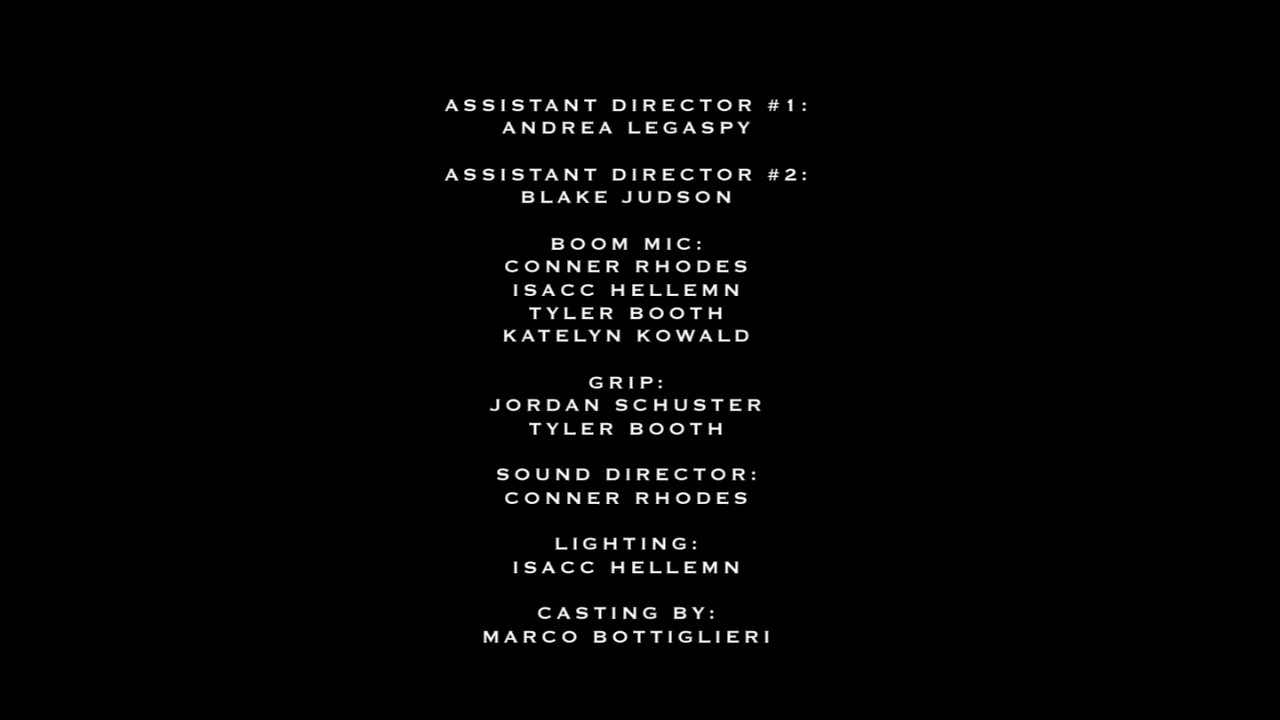 ASSISTANT DIRECTOR #1:
ANDREA LEGASPY
ASSISTANT DIRECTOR #2:
BLAKE JUDSON
BOOM MIC:
CONNER RHODES
ISACC HELLEMN
TYLER BOOTH
KATELYN KOWALD
GRIP:
JORDAN SCHUSTER
TYLER BOOTH
SOUND DIRECTOR:
CONNER RHODES
LIGHTING:
ISACC HELLEMN
CASTING BY:
MARCO BOTTIGLIERI